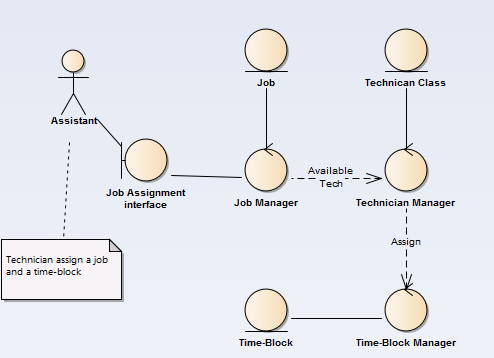 Job
Technican Class
Assistant
Available
Tech
Job Assignment
interface
Job Manager
Technician Manager
Assign
Technician assign a job
and a time-block
Time-Block
Time-Block Manager